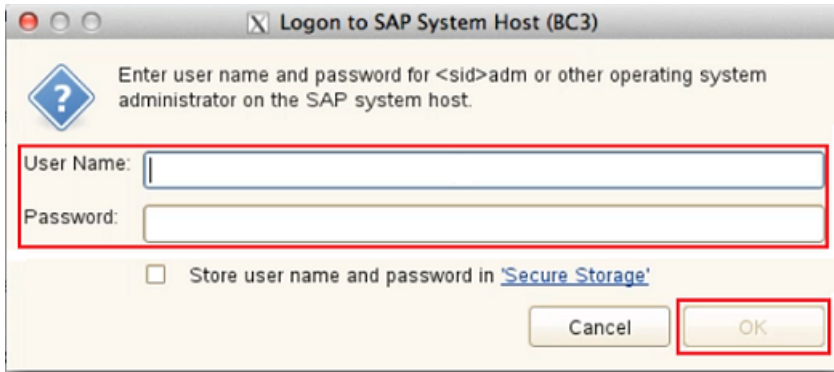 Logon to SAP System Host (BC3)
Enter user name and password for <sid>adm or other operating system
administrator on the SAP system host.
User Name:
Password:
Store user name and password in 'Secure Storage'
Cancel OK